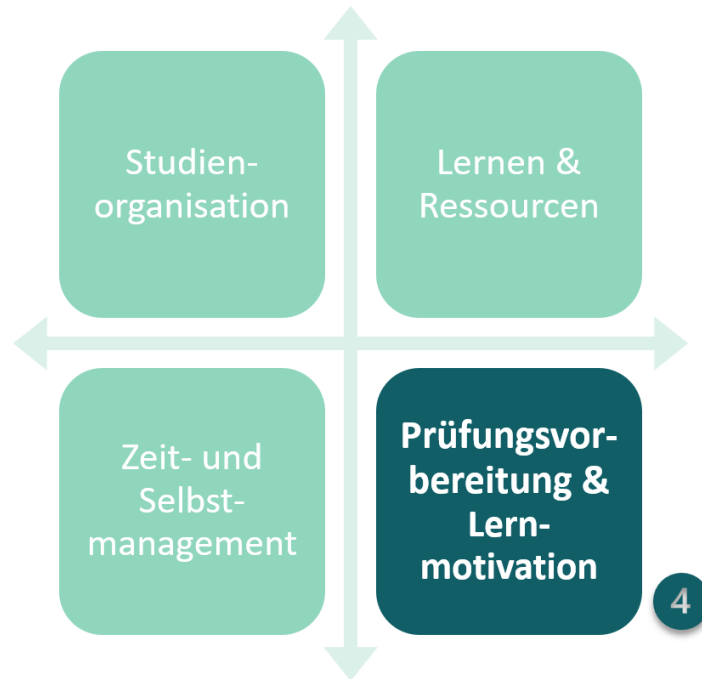 Studien-
organisation
Lernen &
Ressourcen
Zeit- und
Selbst-
management
Prüfungsvor-
bereitung &
Lern-
motivation
4